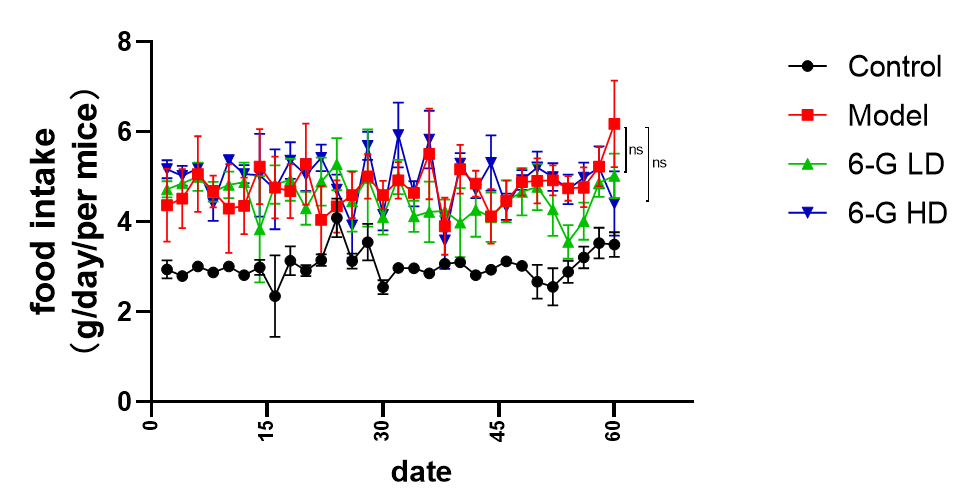 food intake
(g/day/per mice)
8
6
4
2
0
0
15
30
45
60
date
ns
ns
Control
Model
6-G LD
6-G HD